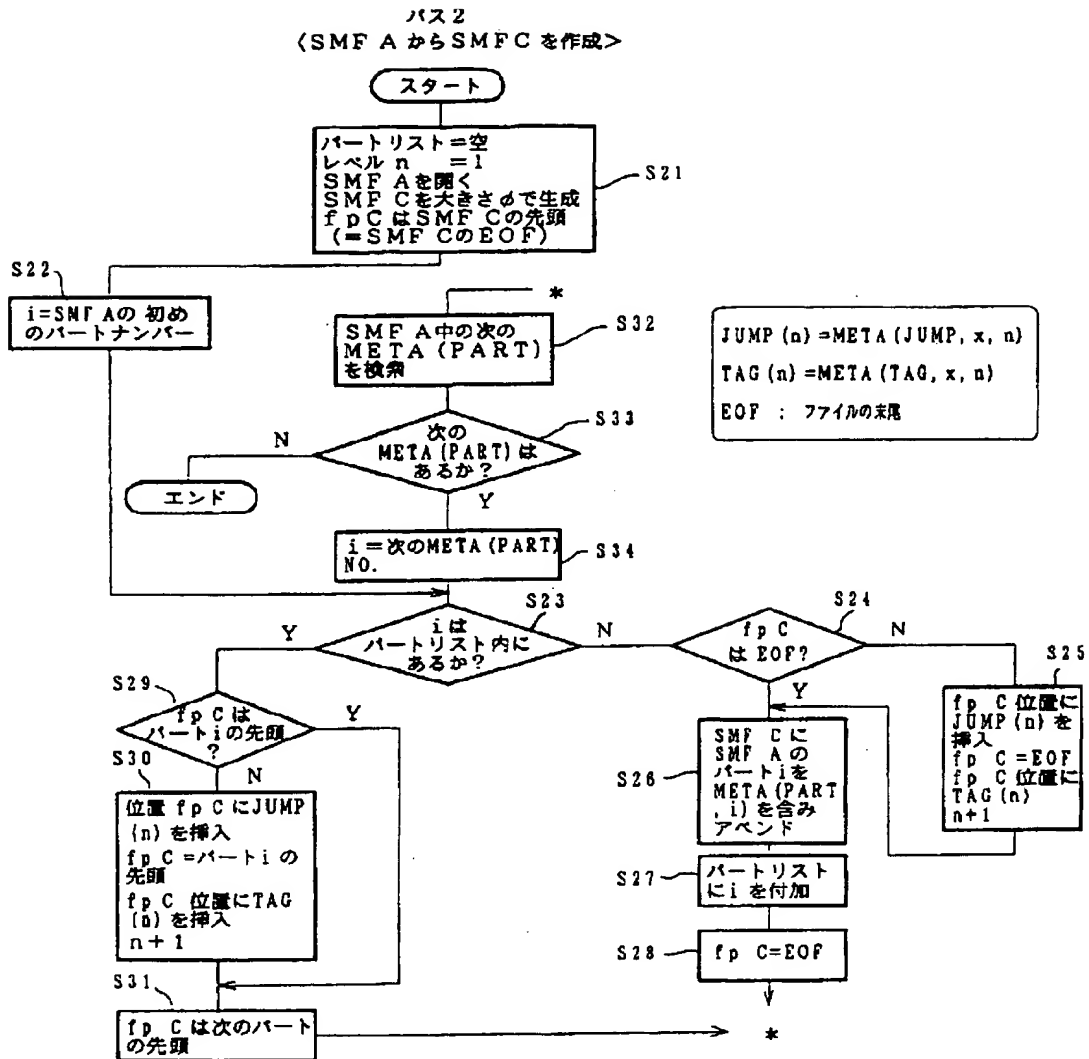 パス2
〈SMF A からSMFC を作成〉
スタート
パートリスト=空
レベル n =1
SMF Aを開く
SMF Cを大きさφで生成
fpCはSMF Cの先頭
(=SMF CのEOF)
S21
S22
i=SMF Aの 初め
のパートナンバー
*
SMF A中の次の
META (PART)
を検索
S32
JUMP (n) =META (JUMP, x, n)
TAG (n) =META (TAG, x, n)
EOF : ファイルの末尾
次の
META (PART) は
あるか?
S33
N
Y
エンド
i=次のMETA (PART)
NO.
S34
i は
パートリスト内に
あるか?
S23
Y
N
fp C
は EOF?
S24
N
Y
S25
fp C 位置に
JUMP (n) を
挿入
fp C=EOF
fp C 位置に
TAG (n)
n+1
S29
fp C は
パート i の先頭
?
Y
N
S30
位置 fp C にJUMP
(n) を挿入
fp C =パート i の
先頭
fp C 位置にTAG
(n) を挿入
n + 1
S26
SMF C に
SMF A の
パート i を
META (PART
, i) を含み
アペンド
S27
パートリスト
に i を付加
S28
fp C=EOF
S31
fp C は次のパート
の先頭
*